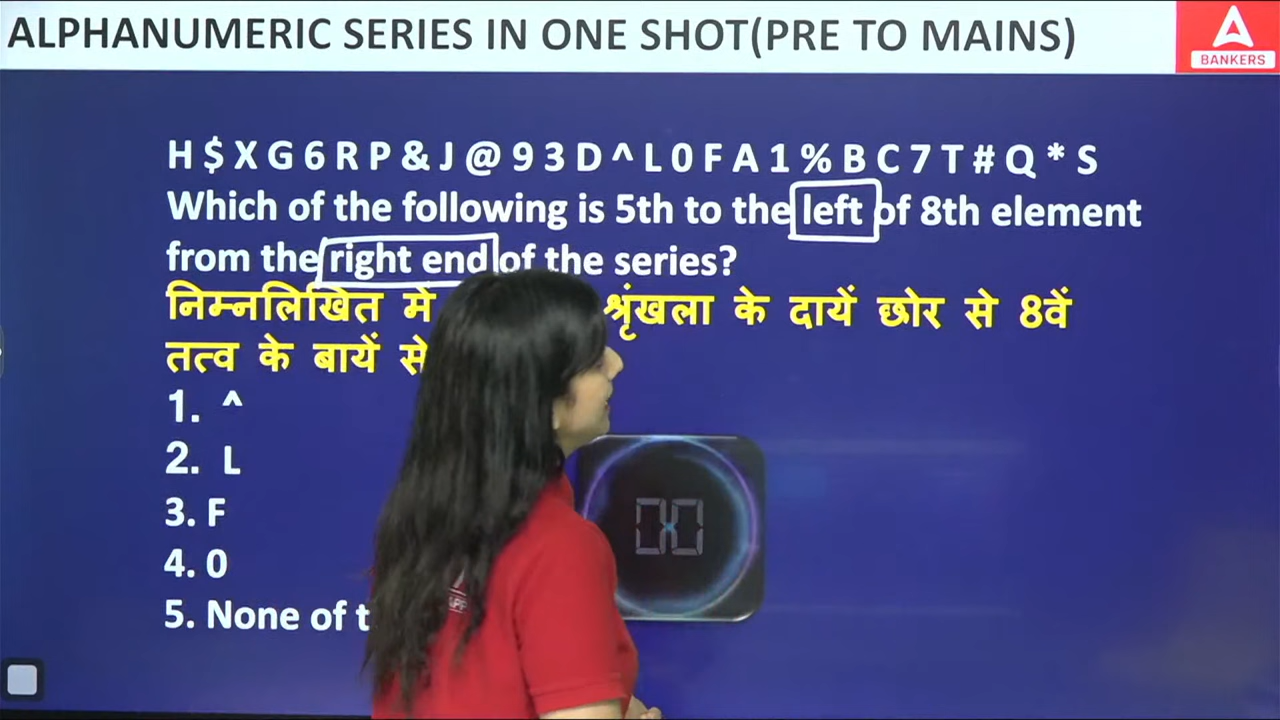 ALPHANUMERIC SERIES IN ONE SHOT(PRE TO MAINS)
BANKERS
H $ X G 6 R P & J @ 9 3 D ^ L 0 F A 1 % B C 7 T # Q * S
Which of the following is 5th to the left of 8th element
from the right end of the series?
निम्नलिखित में श्रृंखला के दायें छोर से 8वें
तत्व के बायें से
1. ^
2. L
3. F
4. 0
5. None of
00